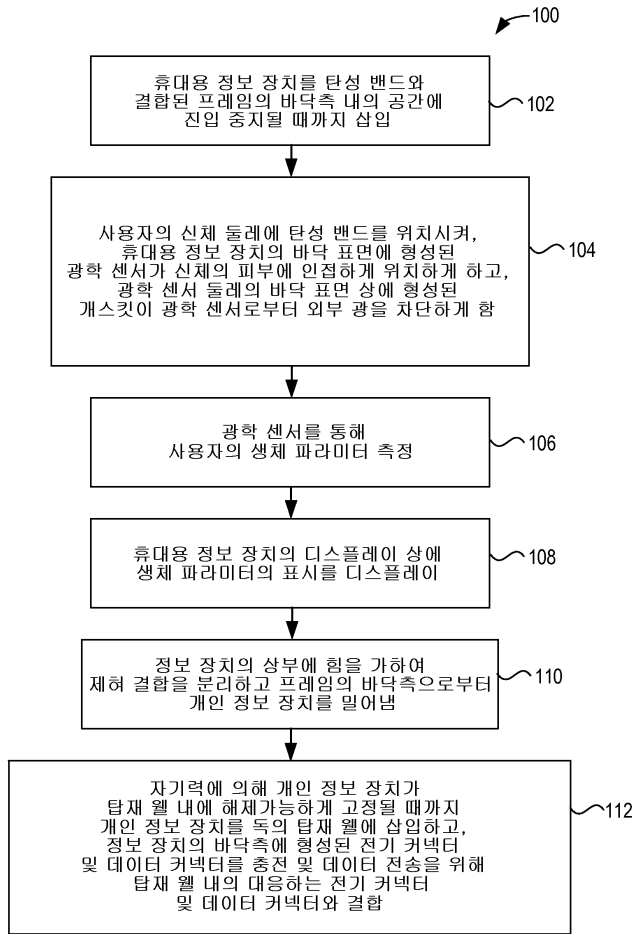 100
휴대용 정보 장치를 탄성 밴드와
결합된 프레임의 바닥측 내의 공간에
진입 중지될 때까지 삽입
102
사용자의 신체 둘레에 탄성 밴드를 위치시켜,
휴대용 정보 장치의 바닥 표면에 형성된
광학 센서가 신체의 피부에 인접하게 위치하게 하고,
광학 센서 둘레의 바닥 표면 상에 형성된
개스킷이 광학 센서로부터 외부 광을 차단하게 함
104
광학 센서를 통해
사용자의 생체 파라미터 측정
106
휴대용 정보 장치의 디스플레이 상에
생체 파라미터의 표시를 디스플레이
108
정보 장치의 상부에 힘을 가하여
제혀 결합을 분리하고 프레임의 바닥측으로부터
개인 정보 장치를 밀어냄
110
자기력에 의해 개인 정보 장치가
탑재 웰 내에 해제가능하게 고정될 때까지
개인 정보 장치를 독의 탑재 웰에 삽입하고,
정보 장치의 바닥측에 형성된 전기 커넥터
및 데이터 커넥터를 충전 및 데이터 전송을 위해
탑재 웰 내의 대응하는 전기 커넥터
및 데이터 커넥터와 결합
112